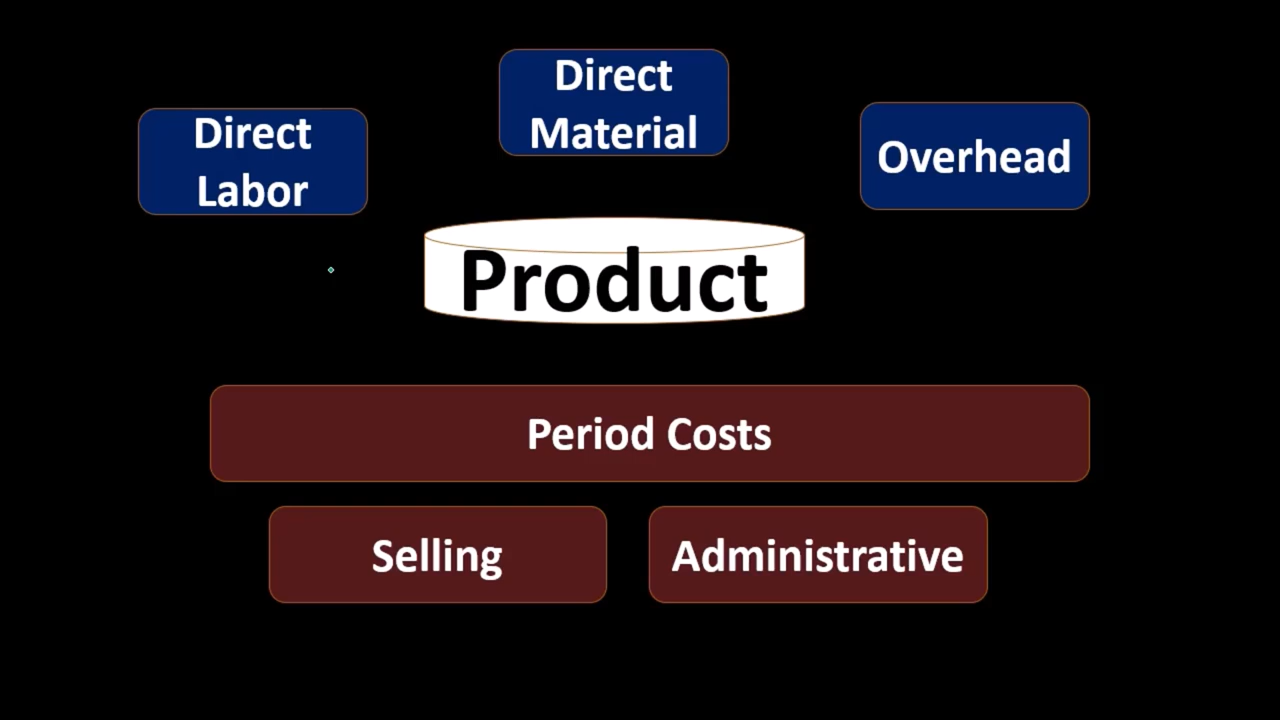 Direct
Labor
Direct
Material
Overhead
Product
Period Costs
Selling
Administrative